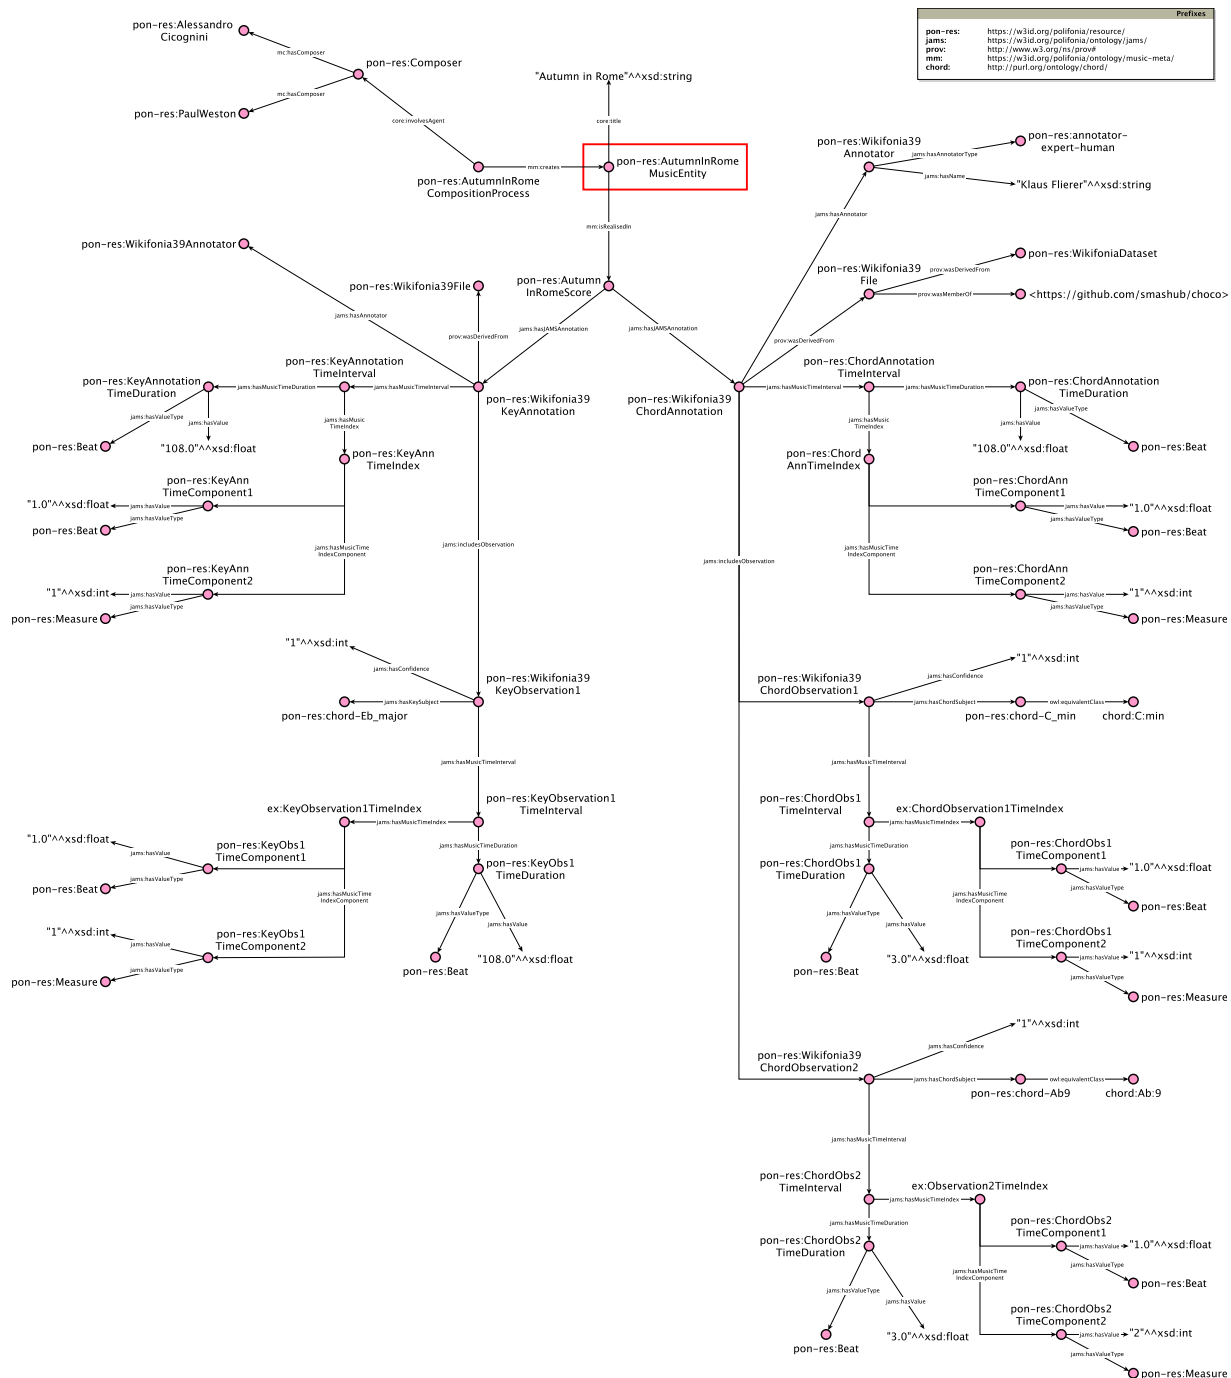 Prefixes
pon-res: https://w3id.org/polifonia/resource/
jams: https://w3id.org/polifonia/ontology/jams/
prov: http://www.w3.org/ns/prov#
mm: https://w3id.org/polifonia/ontology/music-meta/
chord: http://purl.org/ontology/chord/
pon-res:Alessandro
Cicognini
mc:hasComposer
pon-res:Composer
mc:hasComposer
pon-res:PaulWeston
core:involvesAgent
"Autumn in Rome"^^xsd:string
core:title
pon-res:AutumnInRome
CompositionProcess
mm:creates
pon-res:AutumnInRome
MusicEntity
mm:isRealisedIn
pon-res:Wikifonia39
Annotator
jams:hasAnnotatorType
pon-res:annotator-
expert-human
jams:hasName
"Klaus Flierer"^^xsd:string
jams:hasAnnotator
pon-res:Wikifonia39Annotator
jams:hasAnnotator
pon-res:Wikifonia39File
prov:wasDerivedFrom
pon-res:Autumn
InRomeScore
jams:hasJAMSAnnotation
jams:hasJAMSAnnotation
pon-res:Wikifonia39
File
prov:wasDerivedFrom
pon-res:WikifoniaDataset
prov:wasMemberOf
<https://github.com/smashub/choco>
prov:wasDerivedFrom
pon-res:KeyAnnotation
TimeDuration
jams:hasMusicTimeDuration
pon-res:KeyAnnotation
TimeInterval
jams:hasMusicTimeInterval
pon-res:Wikifonia39
KeyAnnotation
jams:hasValueType
jams:hasValue
pon-res:Beat
"108.0"^^xsd:float
jams:hasMusic
TimeIndex
pon-res:KeyAnn
TimeIndex
pon-res:KeyAnn
TimeComponent1
"1.0"^^xsd:float
jams:hasValue
jams:hasValueType
pon-res:Beat
jams:hasMusicTime
IndexComponent
pon-res:KeyAnn
TimeComponent2
"1"^^xsd:int
jams:hasValue
jams:hasValueType
pon-res:Measure
jams:includesObservation
pon-res:Wikifonia39
ChordAnnotation
jams:hasMusicTimeInterval
pon-res:ChordAnnotation
TimeInterval
jams:hasMusicTimeDuration
pon-res:ChordAnnotation
TimeDuration
jams:hasValueType
jams:hasValue
"108.0"^^xsd:float
pon-res:Beat
jams:hasMusic
TimeIndex
pon-res:Chord
AnnTimeIndex
pon-res:ChordAnn
TimeComponent1
jams:hasValue
"1.0"^^xsd:float
jams:hasValueType
pon-res:Beat
jams:hasMusicTime
IndexComponent
pon-res:ChordAnn
TimeComponent2
jams:hasValue
"1"^^xsd:int
jams:hasValueType
pon-res:Measure
jams:includesObservation
"1"^^xsd:int
jams:hasConfidence
pon-res:Wikifonia39
KeyObservation1
jams:hasKeySubject
pon-res:chord-Eb_major
jams:hasMusicTimeInterval
pon-res:KeyObservation1
TimeInterval
jams:hasMusicTimeIndex
ex:KeyObservation1TimeIndex
jams:hasMusicTimeDuration
pon-res:KeyObs1
TimeDuration
jams:hasValueType
jams:hasValue
pon-res:Beat
"108.0"^^xsd:float
"1.0"^^xsd:float
jams:hasValue
pon-res:KeyObs1
TimeComponent1
jams:hasValueType
pon-res:Beat
jams:hasMusicTime
IndexComponent
"1"^^xsd:int
jams:hasValue
pon-res:KeyObs1
TimeComponent2
jams:hasValueType
pon-res:Measure
"1"^^xsd:int
jams:hasConfidence
pon-res:Wikifonia39
ChordObservation1
jams:hasChordSubject
pon-res:chord-C_min
owl:equivalentClass
chord:C:min
jams:hasMusicTimeInterval
pon-res:ChordObs1
TimeInterval
jams:hasMusicTimeIndex
ex:ChordObservation1TimeIndex
jams:hasMusicTimeDuration
pon-res:ChordObs1
TimeDuration
jams:hasValueType
jams:hasValue
pon-res:Beat
"3.0"^^xsd:float
pon-res:ChordObs1
TimeComponent1
jams:hasValue
"1.0"^^xsd:float
jams:hasValueType
pon-res:Beat
jams:hasMusicTime
IndexComponent
pon-res:ChordObs1
TimeComponent2
jams:hasValue
"1"^^xsd:int
jams:hasValueType
pon-res:Measure
"1"^^xsd:int
jams:hasConfidence
pon-res:Wikifonia39
ChordObservation2
jams:hasChordSubject
pon-res:chord-Ab9
owl:equivalentClass
chord:Ab:9
jams:hasMusicTimeInterval
pon-res:ChordObs2
TimeInterval
jams:hasMusicTimeIndex
ex:Observation2TimeIndex
jams:hasMusicTimeDuration
pon-res:ChordObs2
TimeDuration
jams:hasValueType
jams:hasValue
pon-res:Beat
"3.0"^^xsd:float
pon-res:ChordObs2
TimeComponent1
jams:hasValue
"1.0"^^xsd:float
jams:hasValueType
pon-res:Beat
jams:hasMusicTime
IndexComponent
pon-res:ChordObs2
TimeComponent2
jams:hasValue
"2"^^xsd:int
jams:hasValueType
pon-res:Measure